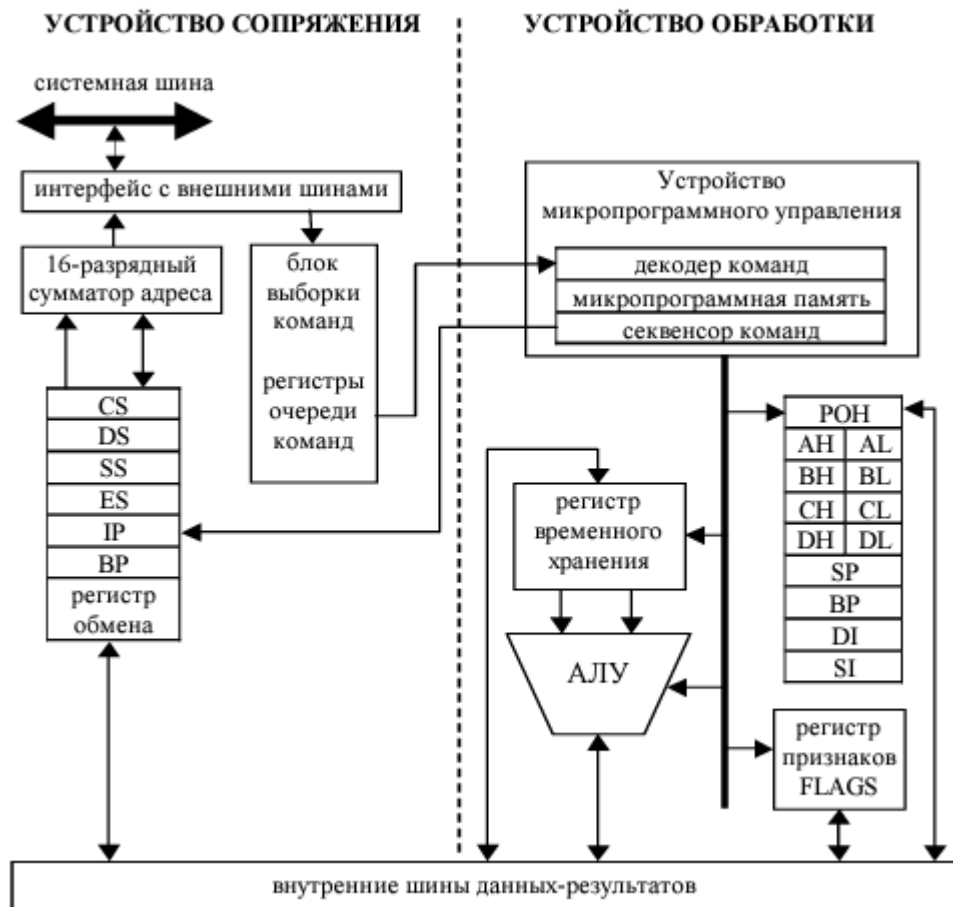 УСТРОЙСТВО СОПРЯЖЕНИЯ
УСТРОЙСТВО ОБРАБОТКИ
системная шина
интерфейс с внешними шинами
16-разрядный
сумматор адреса
блок
выборки
команд
регистры
очереди
команд
CS
DS
SS
ES
IP
BP
регистр
обмена
Устройство
микропрограммного управления
декодер команд
микропрограммная память
секвенсор команд
регистр
временного
хранения
АЛУ
РОН
AH AL
BH BL
CH CL
DH DL
SP
BP
DI
SI
регистр
признаков
FLAGS
внутренние шины данных-результатов